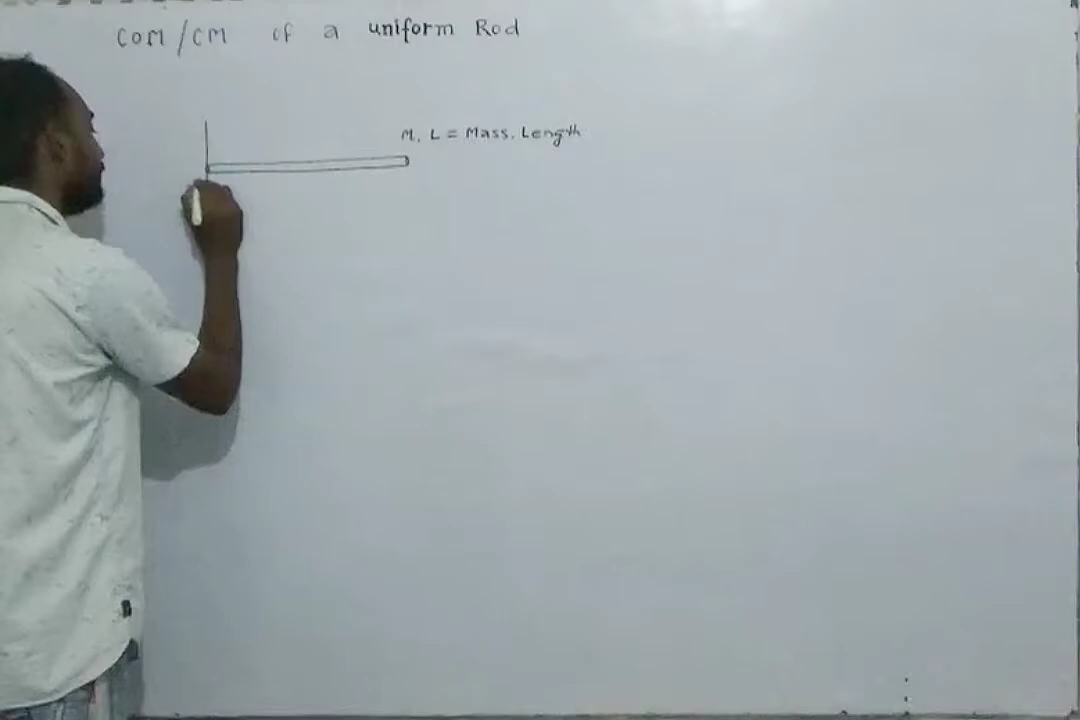 COM/CM of a uniform Rod
M, L = Mass, Length